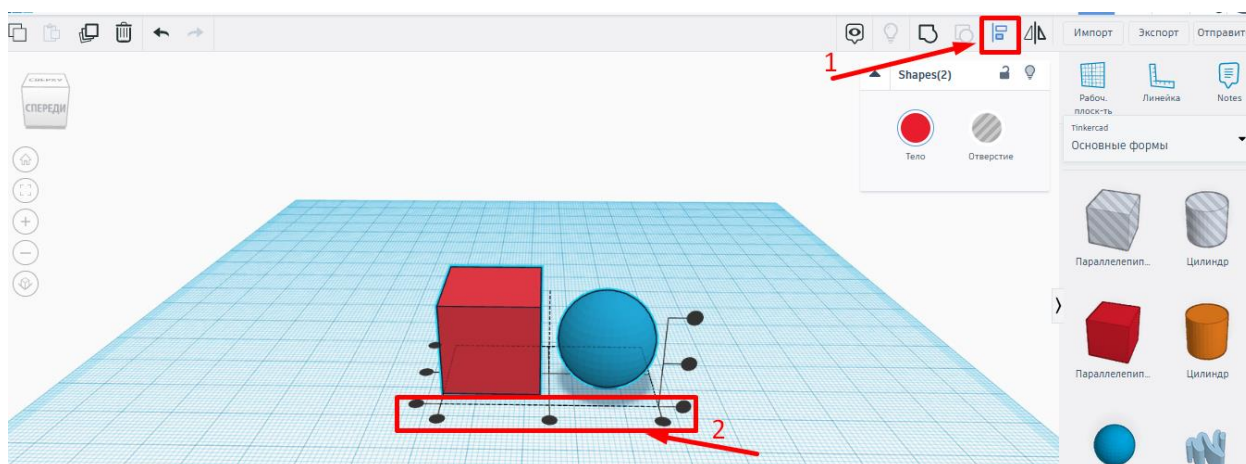 Импорт
Экспорт
Отправит
1
Shapes(2)
Тело
Отверстие
СПЕРЕДИ
Рабоч.
плоск-ть
Линейка
Notes
Tinkercad
Основные формы
Параллелепип...
Цилиндр
Параллелепип...
Цилиндр
2